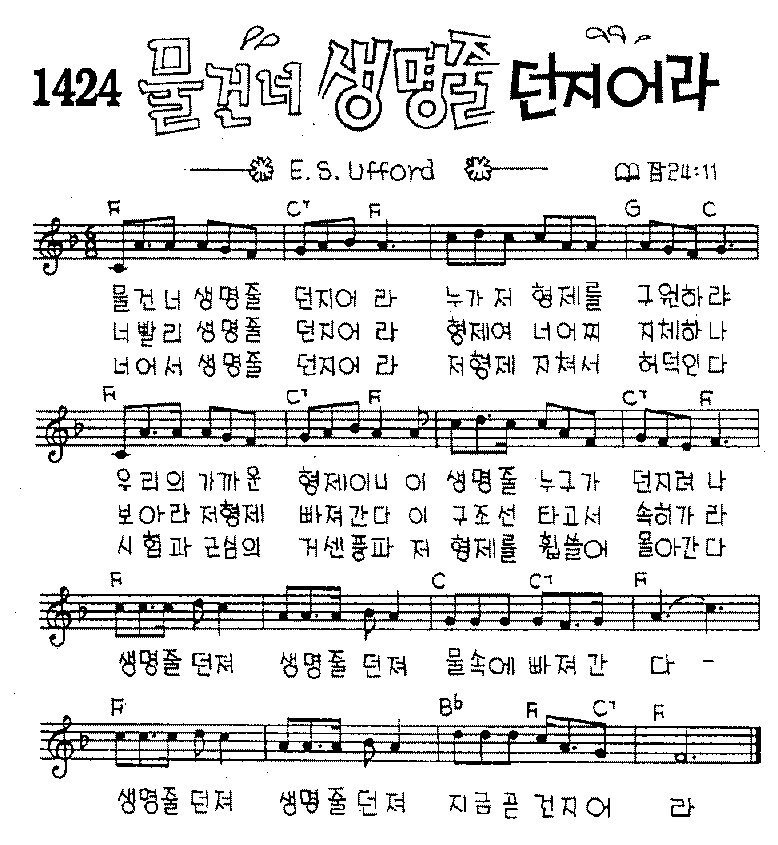 1424 물건너 생명줄 던지어라
E.S. Ufford 잠24:11
F C7 F G C
물건너 생명줄 던지어 라 누가저 형제를 구원하랴
너빨리 생명줄 던지어 라 형제여 너어찌 지체하나
너어서 생명줄 던지어 라 저형제 지쳐서 허덕인다
F C7 F C7 F
우리의 가까운 형제이니 이 생명줄 누구가 던지려나
보아라 저형제 빠져간다 이 구조선 타고서 속히가라
시험과 근심의 거센풍파 저 형제를 휩쓸어 몰아간다
F C C7 F
생명줄던져 생명줄던져 물속에 빠져간 다 -
F Bb F C7 F
생명줄던져 생명줄던져 지금곧 건지어 라